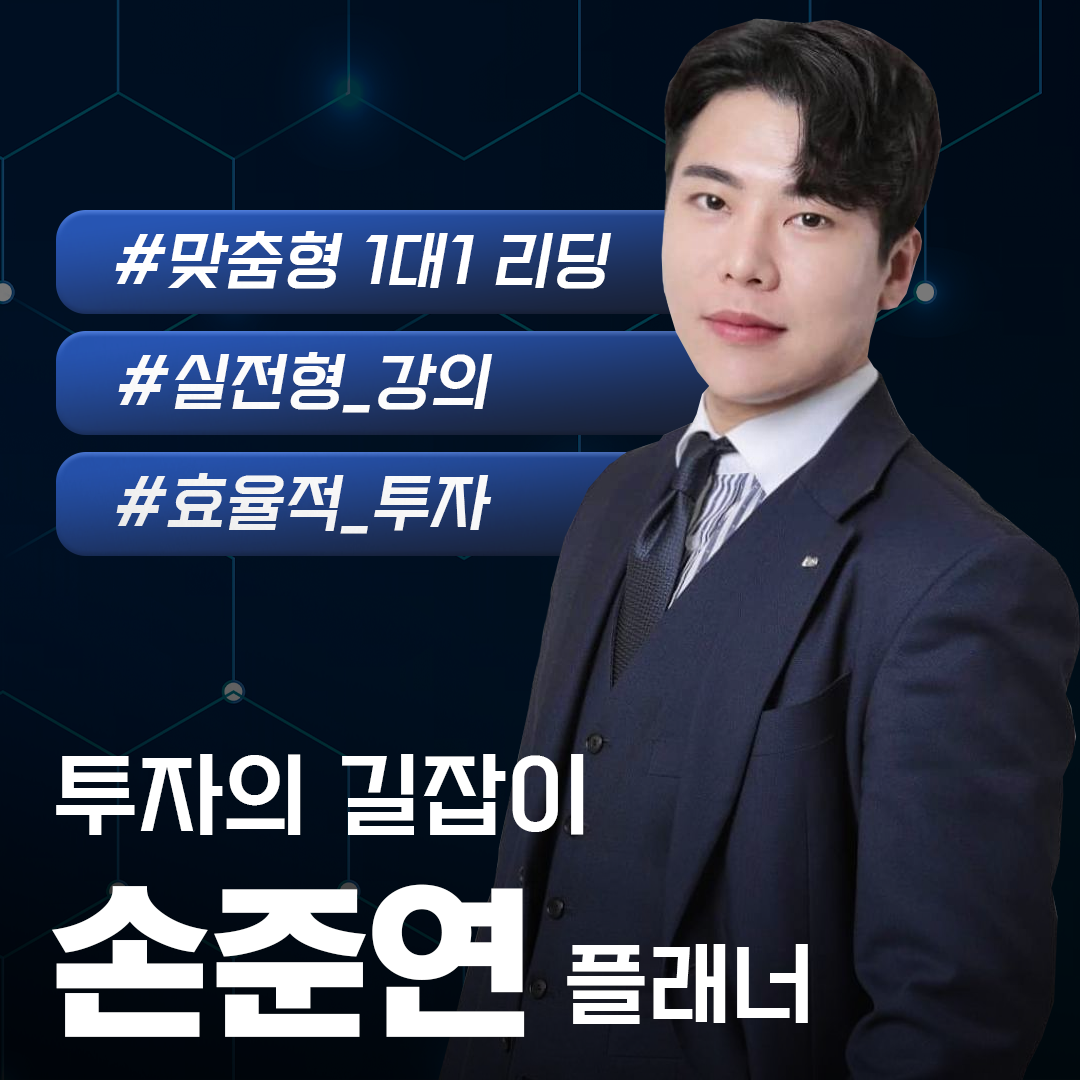 #맞춤형 1대1 리딩
#실전형_강의
#효율적_투자
투자의 길잡이
손준연 플래너